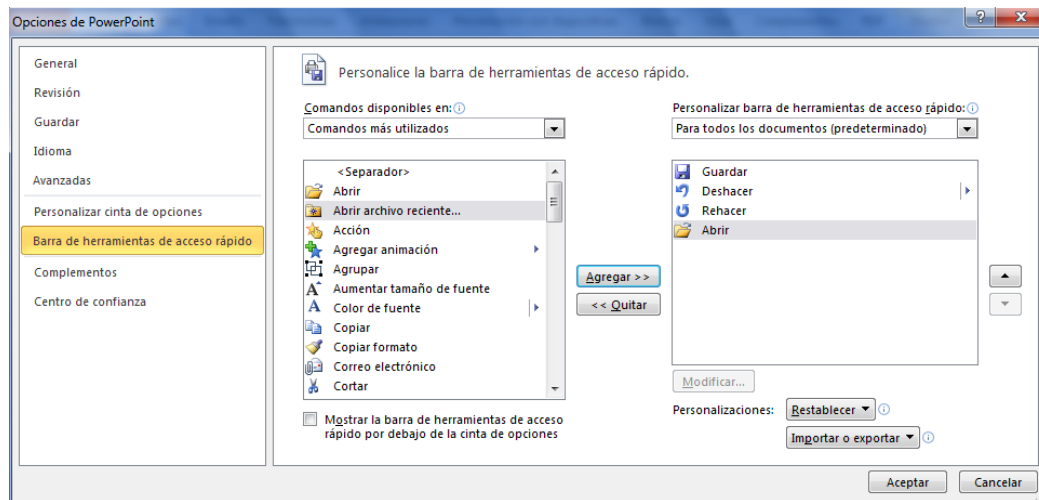 Opciones de PowerPoint
General
Revisión
Guardar
Idioma
Avanzadas
Personalizar cinta de opciones
Barra de herramientas de acceso rápido
Complementos
Centro de confianza
Personalice la barra de herramientas de acceso rápido.
Comandos disponibles en:
Comandos más utilizados
<Separador>
Abrir
Abrir archivo reciente...
Acción
Agregar animación
Agrupar
Aumentar tamaño de fuente
Color de fuente
Copiar
Copiar formato
Correo electrónico
Cortar
Mostrar la barra de herramientas de acceso
rápido por debajo de la cinta de opciones
Agregar >>
<< Quitar
Personalizar barra de herramientas de acceso rápido:
Para todos los documentos (predeterminado)
Guardar
Deshacer
Rehacer
Abrir
Modificar...
Personalizaciones:
Restablecer
Importar o exportar
Aceptar
Cancelar